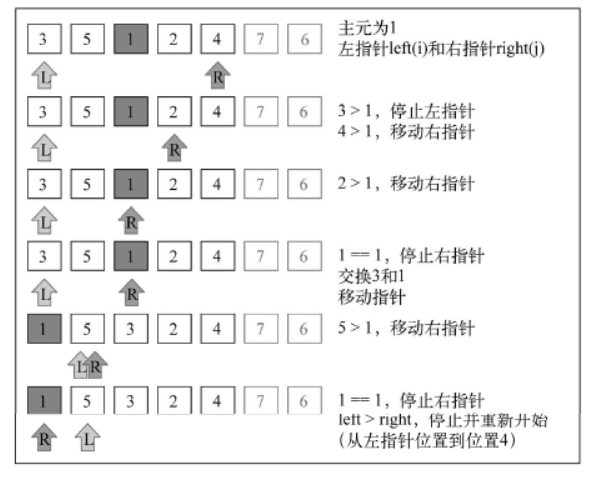 主元为1
3 5 1 2 4 7 6
左指针left(i)和右指针right(j)
L R
3 5 1 2 4 7 6
3 > 1，停止左指针
4 > 1，移动右指针
L R
3 5 1 2 4 7 6
2 > 1，移动右指针
L R
3 5 1 2 4 7 6
1 == 1，停止右指针
交换3和1
L R
移动指针
1 5 3 2 4 7 6
5 > 1，移动右指针
L R
1 5 3 2 4 7 6
1 == 1，停止右指针
left > right，停止并重新开始
R L
（从左指针位置到位置4）